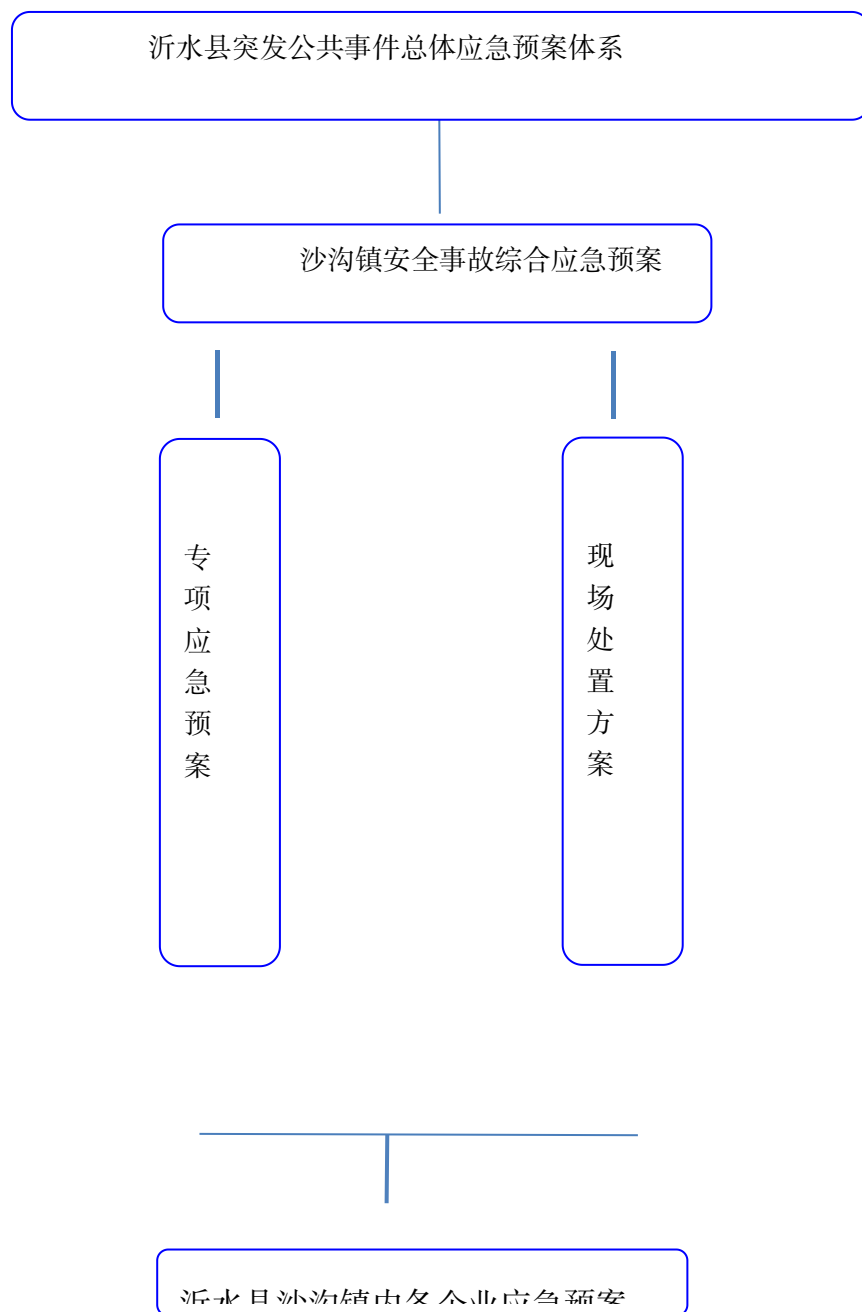 沂水县突发公共事件总体应急预案体系
沙沟镇安全事故综合应急预案
专项应急预案
现场处置方案
沂水县沙沟镇内各企业应急预案